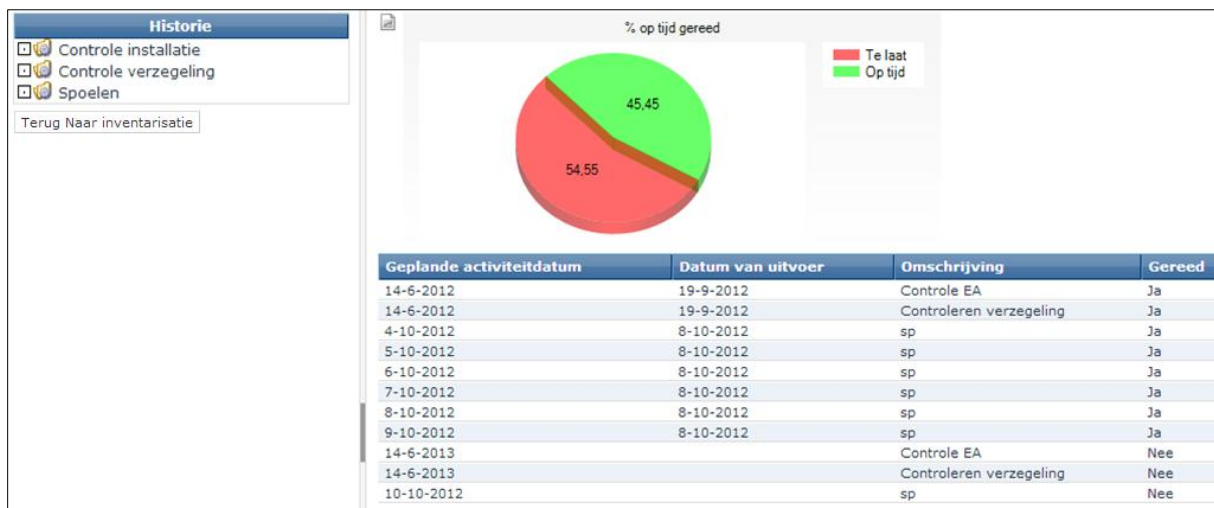 Historie
Controle installatie
Controle verzegeling
Spoelen
Terug Naar inventarisatie
% op tijd gereed
Te laat
Op tijd
45,45
54,55
Geplande activiteitdatum Datum van uitvoer Omschrijving Gereed
14-6-2012 19-9-2012 Controle EA Ja
14-6-2012 19-9-2012 Controleren verzegeling Ja
4-10-2012 8-10-2012 sp Ja
5-10-2012 8-10-2012 sp Ja
6-10-2012 8-10-2012 sp Ja
7-10-2012 8-10-2012 sp Ja
8-10-2012 8-10-2012 sp Ja
9-10-2012 8-10-2012 sp Ja
14-6-2013 Controle EA Nee
14-6-2013 Controleren verzegeling Nee
10-10-2012 sp Nee